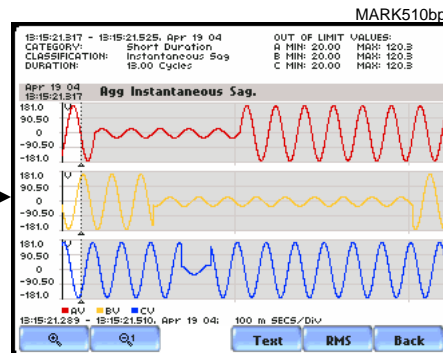 MARK510bp
13:15:21.317 - 13:15:21.525, Apr 19 04
OUT OF LIMIT VALUES:
CATEGORY: Short Duration
A MIN: 20.00 MAX: 120.3
CLASSIFICATION: Instantaneous Sag
B MIN: 20.00 MAX: 120.3
DURATION: 13.00 Cycles
C MIN: 20.00 MAX: 120.3
Apr 19 04
13:15:21.317
Agg Instantaneous Sag.
181.0 V
90.50
0
-90.50
-181.0
181.0 V
90.50
0
-90.50
-181.0
181.0 V
90.50
0
-90.50
-181.0
AV BV CV
13:15:21.289 - 13:15:21.510, Apr 19 04; 100 m SECS/Div
1
Text RMS Back